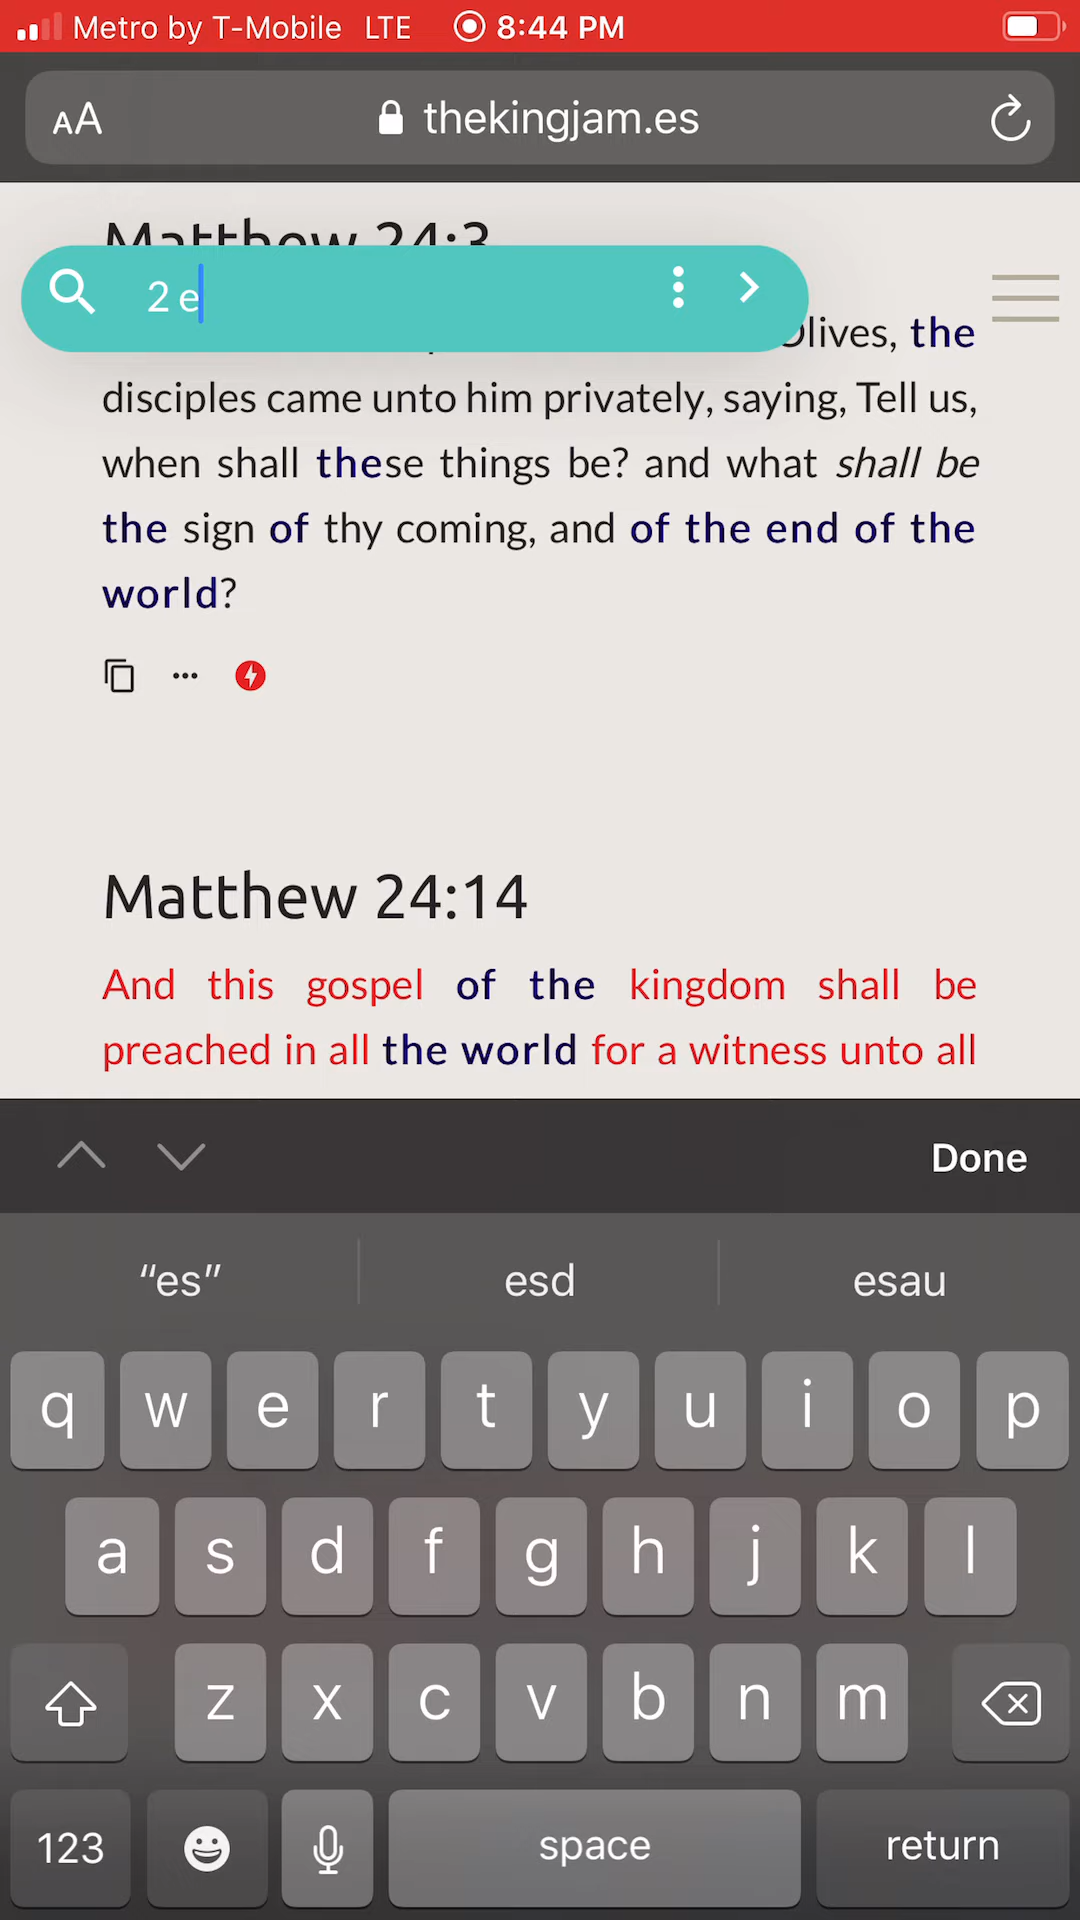 Metro by T-Mobile LTE 8:44 PM
AA thekingjam.es
Matthew 24:3
2 e
Olives, the
disciples came unto him privately, saying, Tell us,
when shall these things be? and what shall be
the sign of thy coming, and of the end of the
world?
Matthew 24:14
And this gospel of the kingdom shall be
preached in all the world for a witness unto all
Done
“es” esd esau
q w e r t y u i o p
a s d f g h j k l
z x c v b n m
123 space return